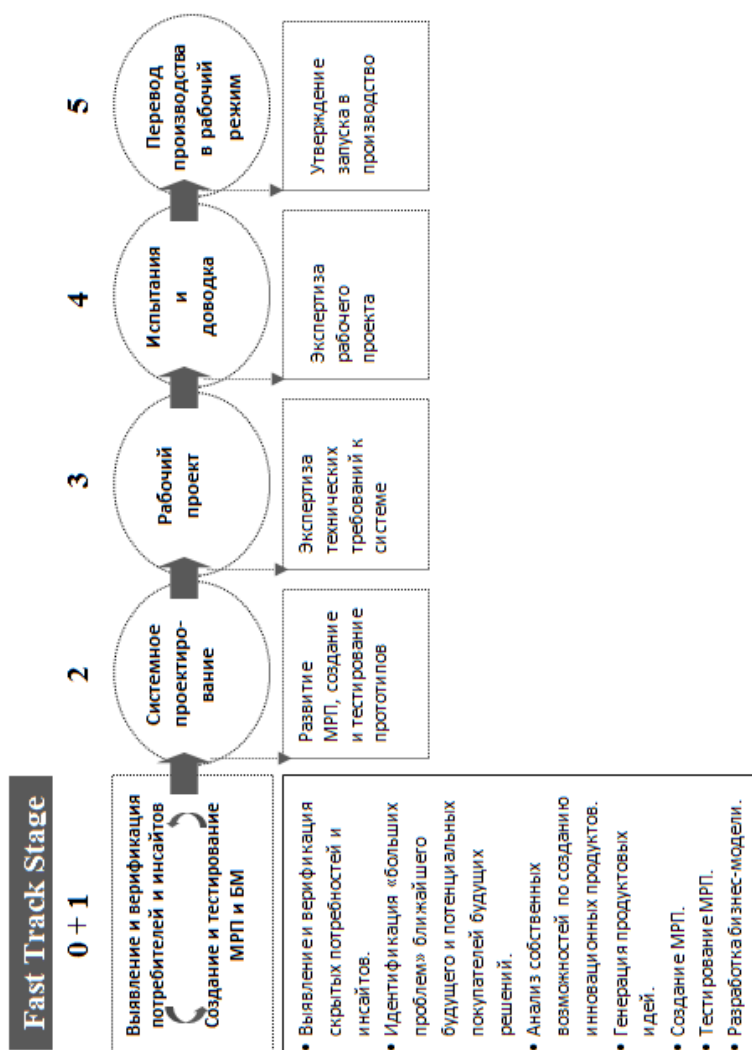 Fast Track Stage
0 + 1
Выявление и верификация
потребителей и инсайтов
Создание и тестирование
МРП и БМ
• Выявление и верификация
скрытых потребностей и
инсайтов.
• Идентификация «больших
проблем» ближайшего
будущего и потенциальных
покупателей будущих
решений.
• Анализ собственных
возможностей по созданию
инновационных продуктов.
• Генерация продуктовых
идей.
• Создание МРП.
• Тестирование МРП.
• Разработка бизнес-модели.
2
Системное
проектиро-
вание
Развитие
МРП, создание
и тестирование
прототипов
3
Рабочий
проект
Экспертиза
технических
требований к
системе
4
Испытания
и
доводка
Экспертиза
рабочего
проекта
5
Перевод
производства
в рабочий
режим
Утверждение
запуска в
производство